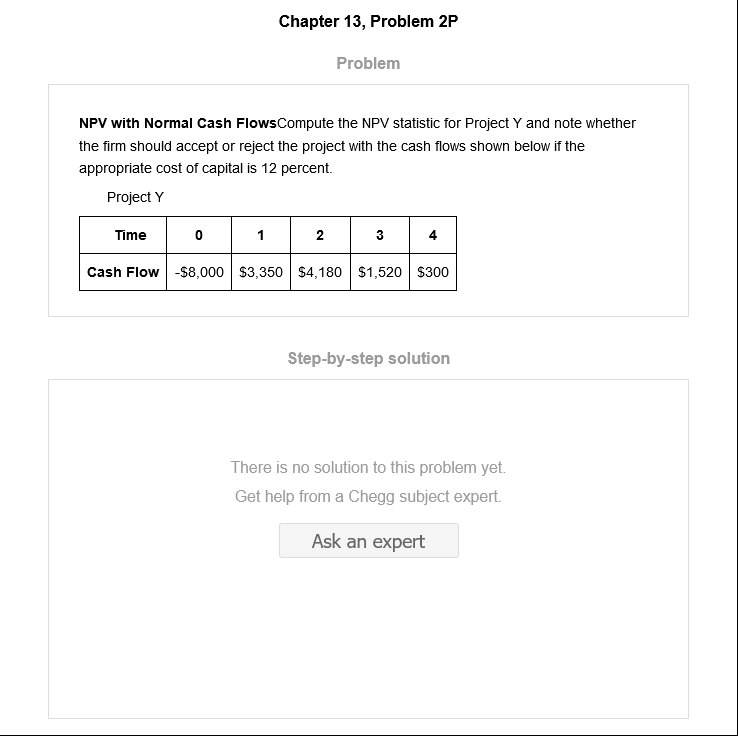 Chapter 13, Problem 2P
Problem
NPV with Normal Cash FlowsCompute the NPV statistic for Project Y and note whether
the firm should accept or reject the project with the cash flows shown below if the
appropriate cost of capital is 12 percent.
Project Y
Time 0 1 2 3 4
Cash Flow -$8,000 $3,350 $4,180 $1,520 $300
Step-by-step solution
There is no solution to this problem yet.
Get help from a Chegg subject expert.
Ask an expert